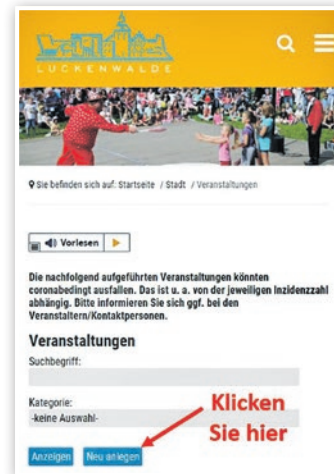 LUCKENWALDE
Sie befinden sich auf: Startseite / Stadt / Veranstaltungen
Vorlesen
Die nachfolgend aufgeführten Veranstaltungen könnten
coronabedingt ausfallen. Das ist u. a. von der jeweiligen Inzidenzzahl
abhängig. Bitte informieren Sie sich ggf. bei den
Veranstaltern/Kontaktpersonen.
Veranstaltungen
Suchbegriff:
Kategorie:
-keine Auswahl-
Klicken
Sie hier
Anzeigen Neu anlegen